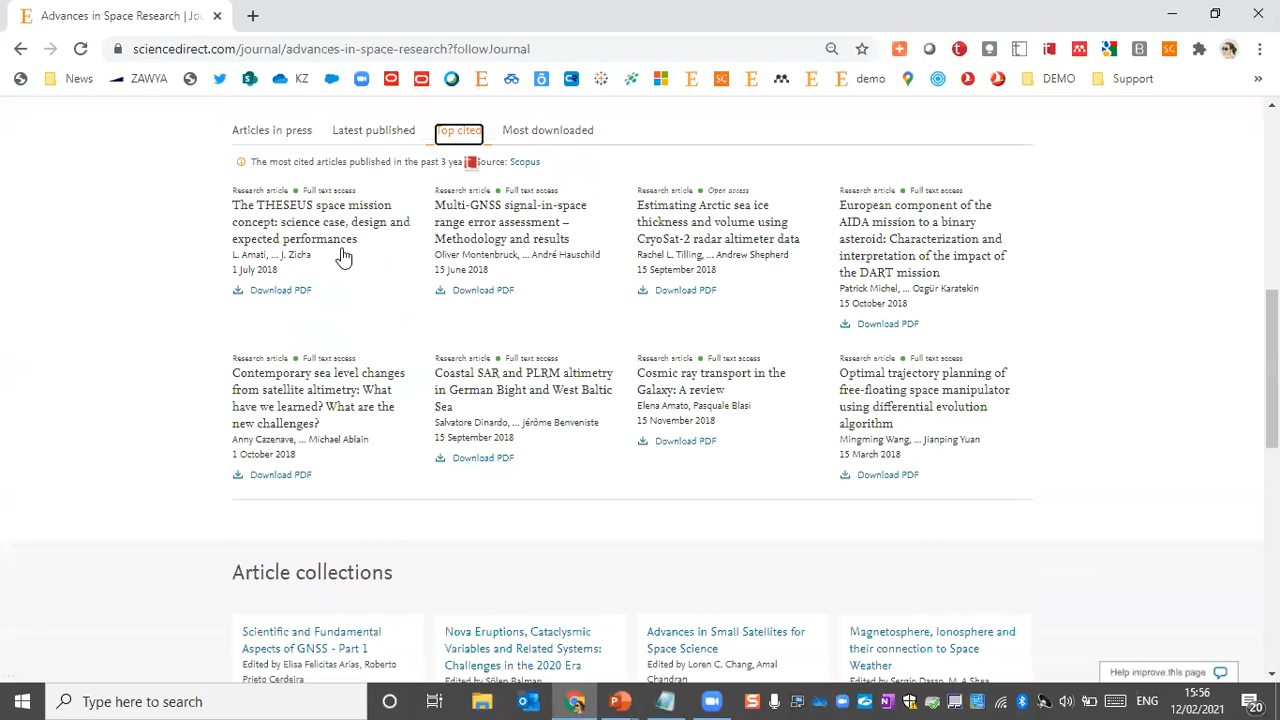 Advances in Space Research | Jou
sciencedirect.com/journal/advances-in-space-research?followJournal
News
ZAWYA
KZ
demo
DEMO
Support
Articles in press
Latest published
Top cited
Most downloaded
The most cited articles published in the past 3 yea Source: Scopus
Research article • Full text access
The THESEUS space mission
concept: science case, design and
expected performances
L. Amati, ... J. Zicha
1 July 2018
Download PDF
Research article • Full text access
Multi-GNSS signal-in-space
range error assessment –
Methodology and results
Oliver Montenbruck, ... André Hauschild
15 June 2018
Download PDF
Research article • Open access
Estimating Arctic sea ice
thickness and volume using
CryoSat-2 radar altimeter data
Rachel L. Tilling, ... Andrew Shepherd
15 September 2018
Download PDF
Research article • Full text access
European component of the
AIDA mission to a binary
asteroid: Characterization and
interpretation of the impact of
the DART mission
Patrick Michel, ... Ozgür Karatekin
15 October 2018
Download PDF
Research article • Full text access
Contemporary sea level changes
from satellite altimetry: What
have we learned? What are the
new challenges?
Anny Cazenave, ... Michael Ablain
1 October 2018
Download PDF
Research article • Full text access
Coastal SAR and PLRM altimetry
in German Bight and West Baltic
Sea
Salvatore Dinardo, ... Jérôme Benveniste
15 September 2018
Download PDF
Research article • Full text access
Cosmic ray transport in the
Galaxy: A review
Elena Amato, Pasquale Blasi
15 November 2018
Download PDF
Research article • Full text access
Optimal trajectory planning of
free-floating space manipulator
using differential evolution
algorithm
Mingming Wang, ... Jianping Yuan
15 March 2018
Download PDF
Article collections
Scientific and Fundamental
Aspects of GNSS - Part 1
Edited by Elisa Felicitas Arias, Roberto
Prieto Cerdeira
Nova Eruptions, Cataclysmic
Variables and Related Systems:
Challenges in the 2020 Era
Edited by Sölen Balman
Advances in Small Satellites for
Space Science
Edited by Loren C. Chang, Amal
Chandran
Magnetosphere, Ionosphere and
their connection to Space
Weather
Edited by Sergio Dasso, M.A Shea
Help improve this page
Type here to search
ENG
15:56
12/02/2021
20